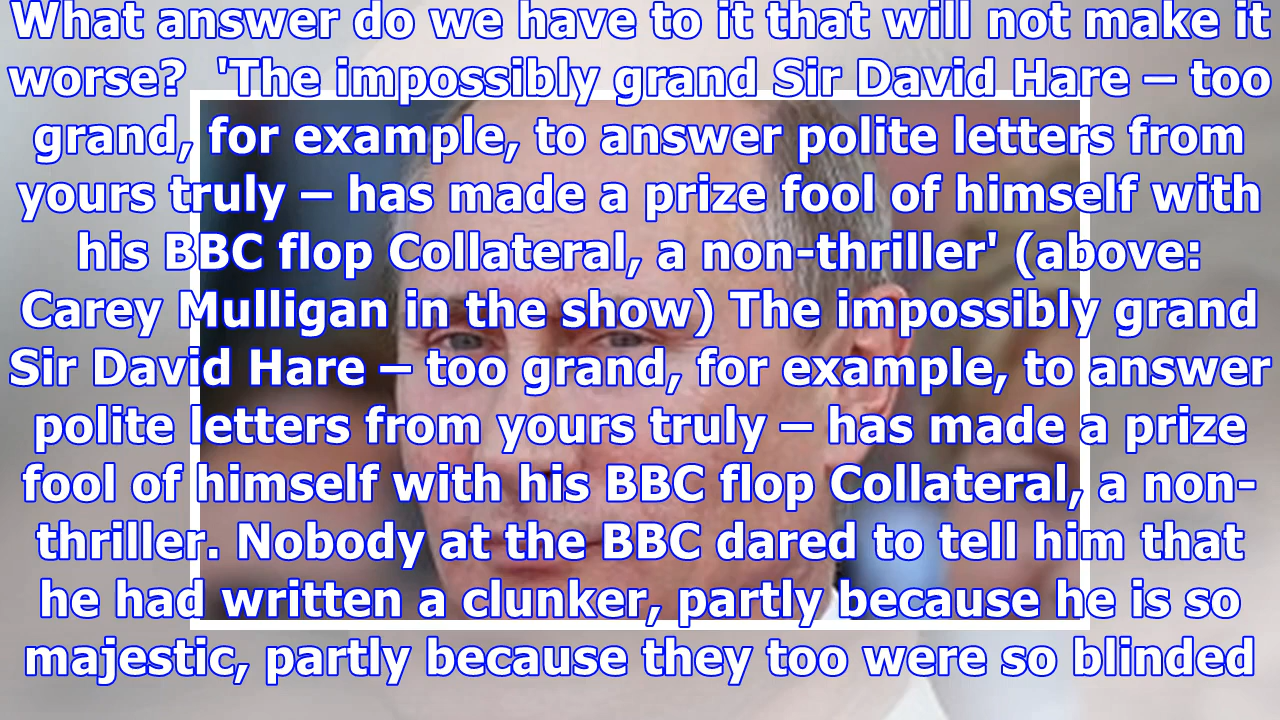 What answer do we have to it that will not make it
worse?  'The impossibly grand Sir David Hare – too
grand, for example, to answer polite letters from
yours truly – has made a prize fool of himself with
his BBC flop Collateral, a non-thriller' (above:
Carey Mulligan in the show) The impossibly grand
Sir David Hare – too grand, for example, to answer
polite letters from yours truly – has made a prize
fool of himself with his BBC flop Collateral, a non-
thriller. Nobody at the BBC dared to tell him that
he had written a clunker, partly because he is so
majestic, partly because they too were so blinded